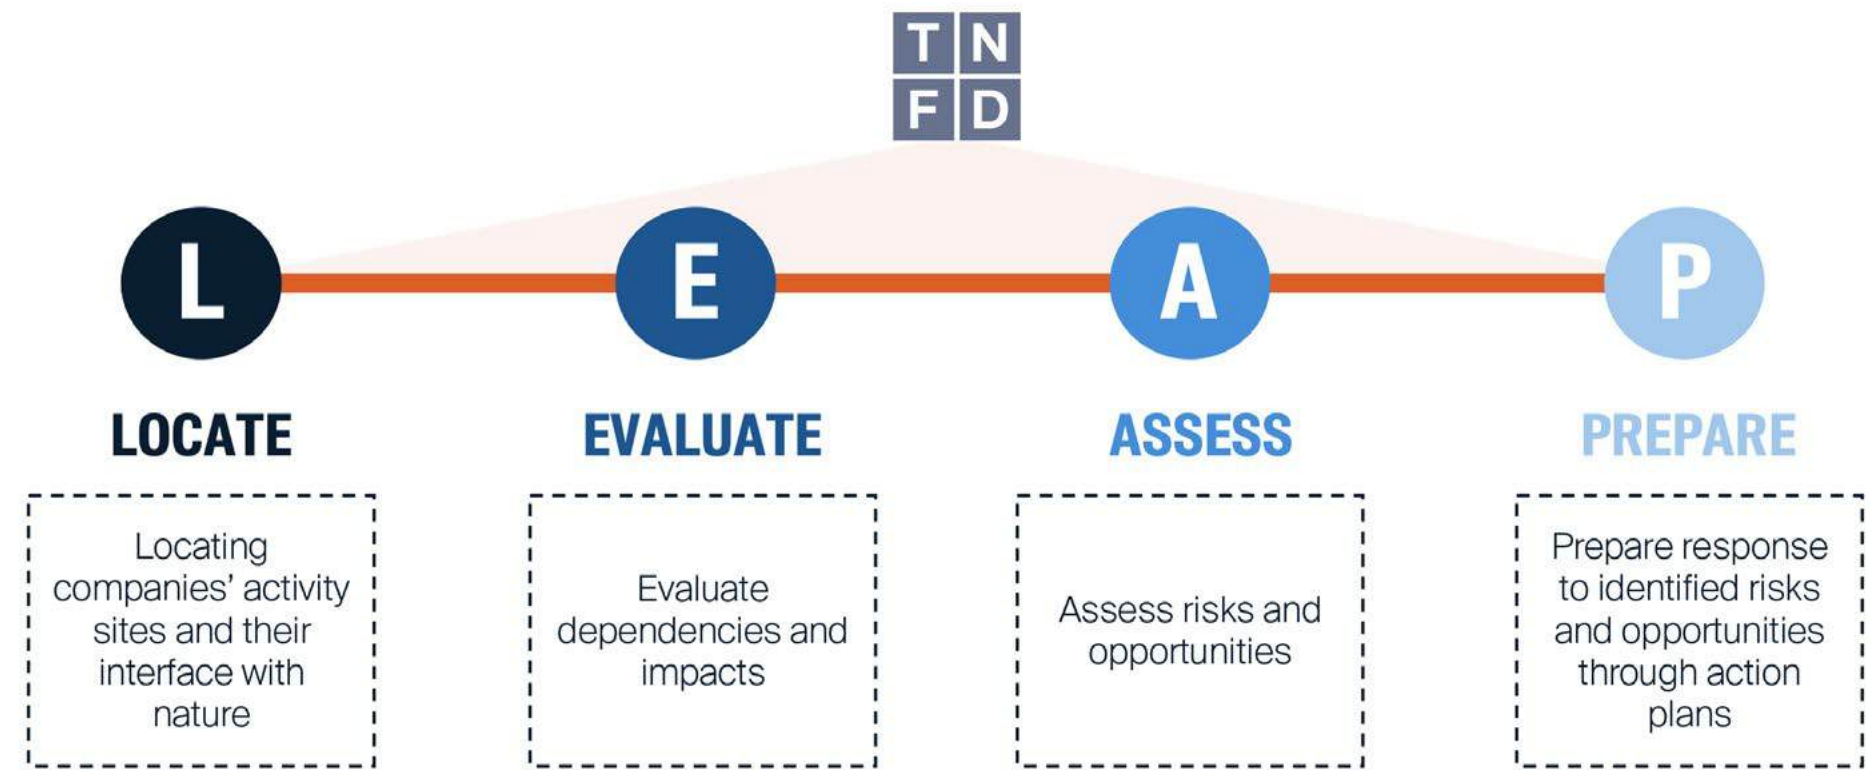 T N
F D
L
E
A
P
LOCATE
EVALUATE
ASSESS
PREPARE
Locating
companies’ activity
sites and their
interface with
nature
Evaluate
dependencies and
impacts
Assess risks and
opportunities
Prepare response
to identified risks
and opportunities
through action
plans